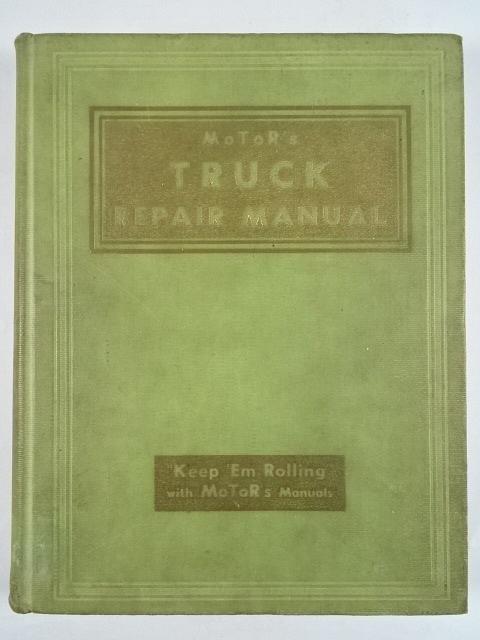 MoToR's
TRUCK
REPAIR MANUAL
'Keep 'Em Rolling
with MoToR's Manuals